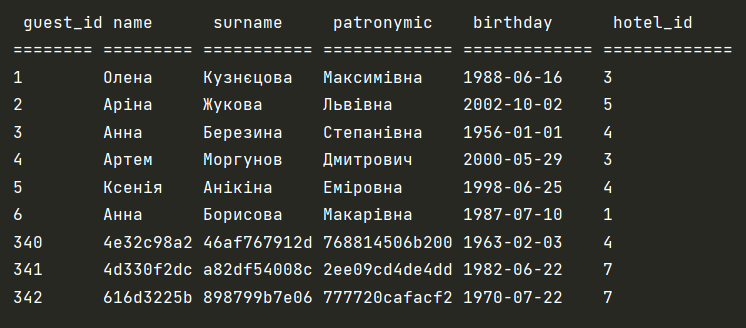 guest_id name surname patronymic birthday hotel_id
======== ========= =========== ============ ============= =============
1 Олена Кузнєцова Максимівна 1988-06-16 3
2 Аріна Жукова Львівна 2002-10-02 5
3 Анна Березина Степанівна 1956-01-01 4
4 Артем Моргунов Дмитрович 2000-05-29 3
5 Ксенія Анікіна Еміровна 1998-06-25 4
6 Анна Борисова Макарівна 1987-07-10 1
340 4e32c98a2 46af767912d 768814506b200 1963-02-03 4
341 4d330f2dc a82df54008c 2ee09cd4de4dd 1982-06-22 7
342 616d3225b 898799b7e06 777720cafacf2 1970-07-22 7